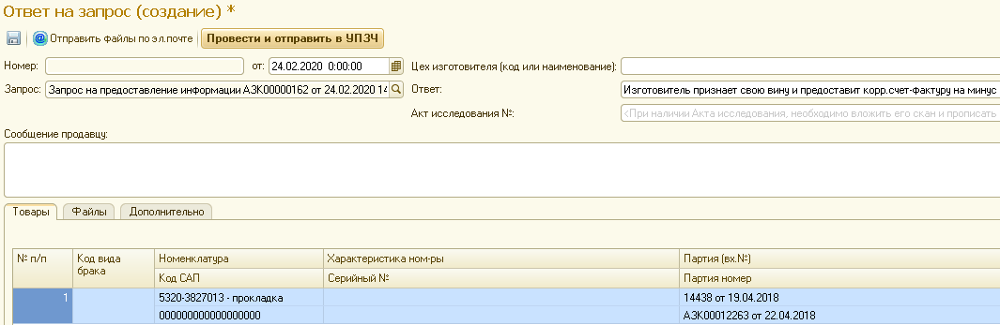 Ответ на запрос (создание) *
Отправить файлы по эл.почте Провести и отправить в УПЗЧ
Номер: от: 24.02.2020 0:00:00 Цех изготовителя (код или наименование):
Запрос: Запрос на предоставление информации АЗК00000162 от 24.02.2020 14 Ответ: Изготовитель признает свою вину и предоставит корр.счет-фактуру на минус
Акт исследования №: <При наличии Акта исследования, необходимо вложить его скан и прописать
Сообщение продавцу:
Товары Файлы Дополнительно
№ п/п Код вида брака Номенклатура Характеристика ном-ры Партия (вх.№)
Код САП Серийный № Партия номер
1 5320-3827013 - прокладка 14438 от 19.04.2018
000000000000000000 АЗК00012263 от 22.04.2018